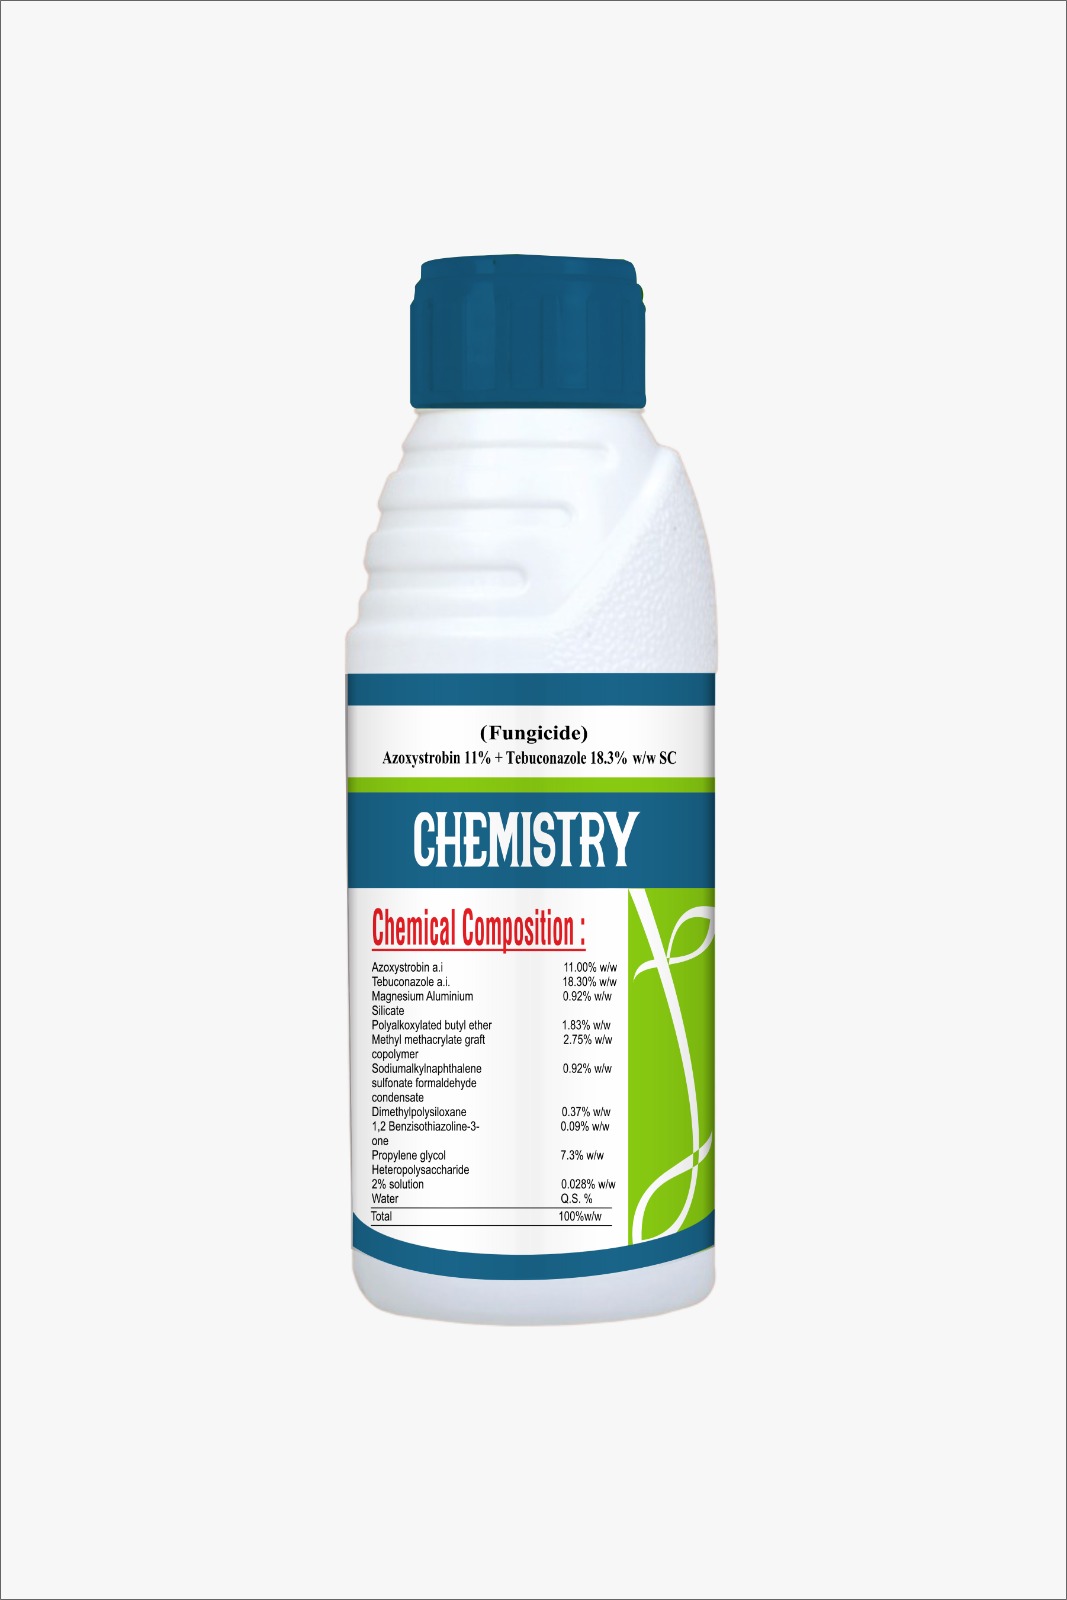 (Fungicide)
Azoxystrobin 11% + Tebuconazole 18.3% w/w SC
CHEMISTRY
Chemical Composition :
Azoxystrobin a.i 11.00% w/w
Tebuconazole a.i. 18.30% w/w
Magnesium Aluminium 0.92% w/w
Silicate
Polyalkoxylated butyl ether 1.83% w/w
Methyl methacrylate graft 2.75% w/w
copolymer
Sodiumalkylnaphthalene 0.92% w/w
sulfonate formaldehyde
condensate
Dimethylpolysiloxane 0.37% w/w
1,2 Benzisothiazoline-3- 0.09% w/w
one
Propylene glycol 7.3% w/w
Heteropolysaccharide
2% solution 0.028% w/w
Water Q.S. %
Total 100%w/w